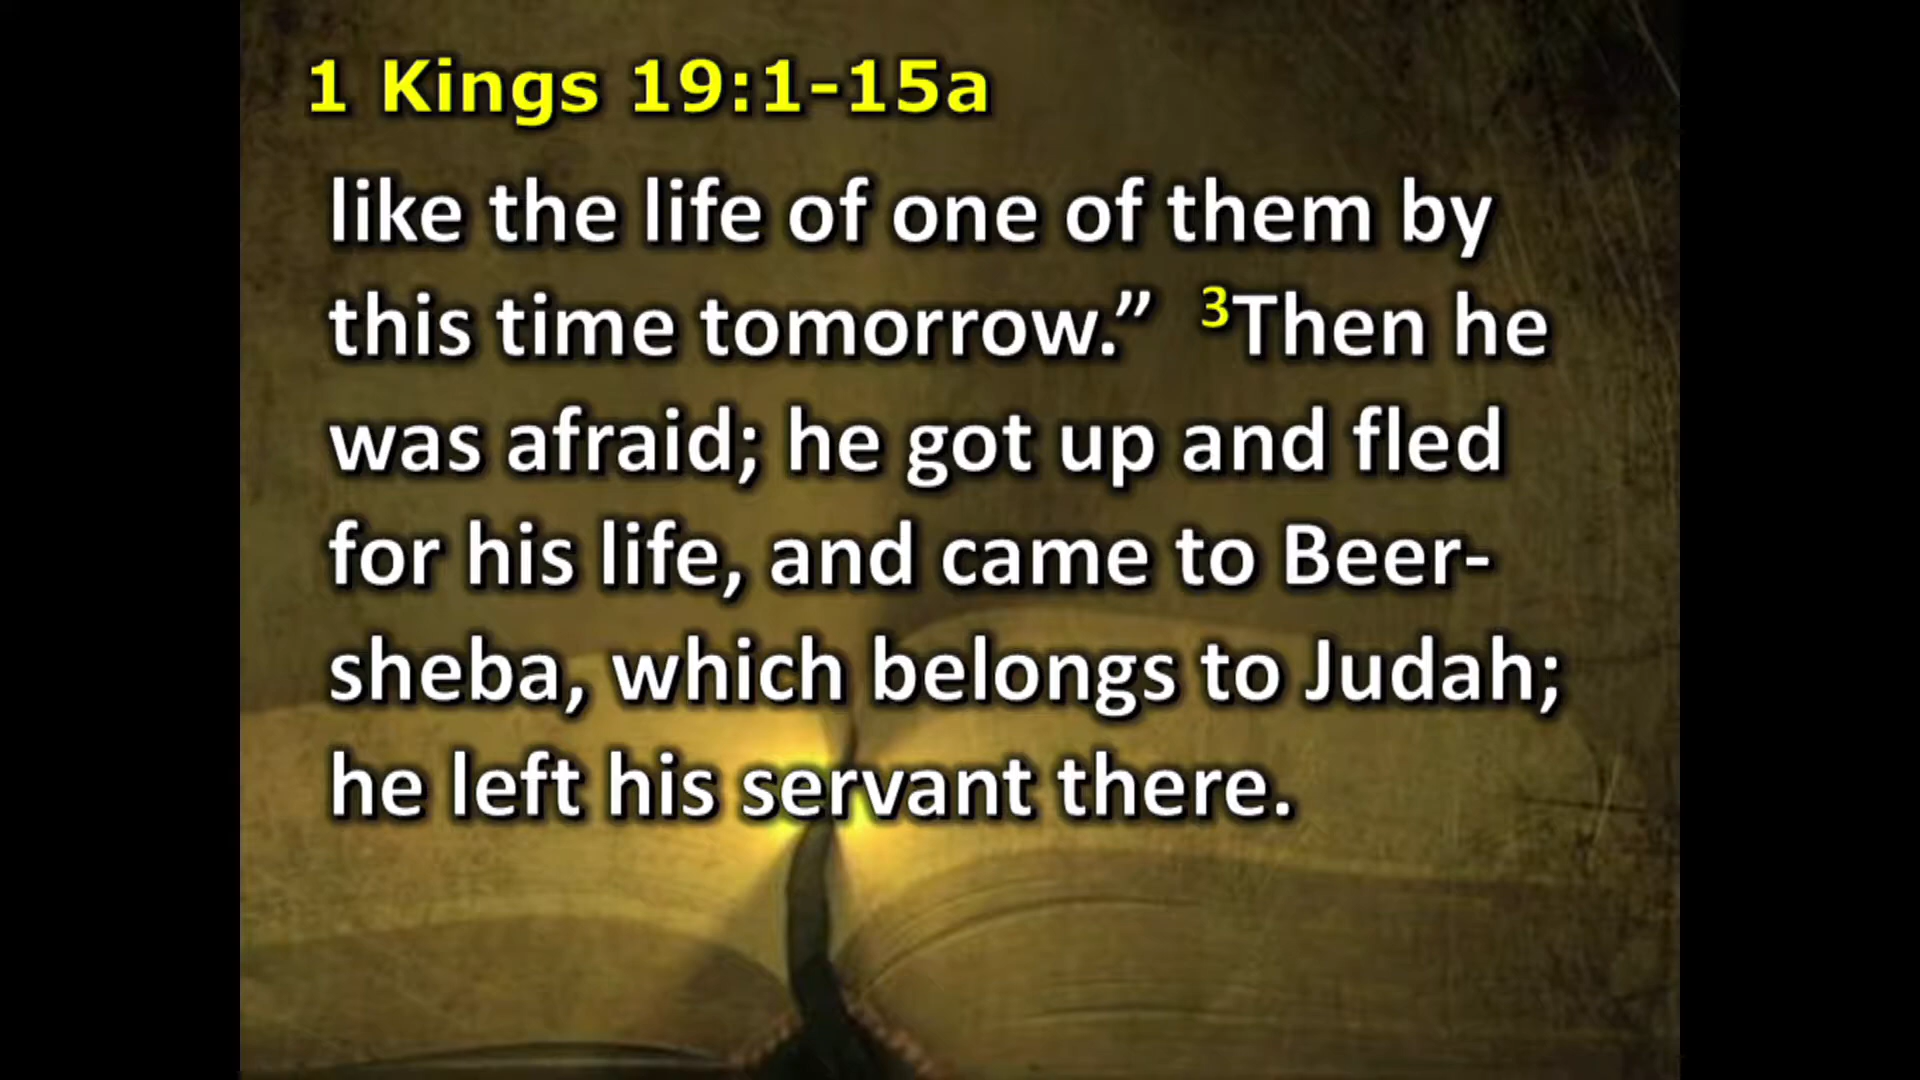 1 Kings 19:1-15a
like the life of one of them by
this time tomorrow.” ³Then he
was afraid; he got up and fled
for his life, and came to Beer-
sheba, which belongs to Judah;
he left his servant there.